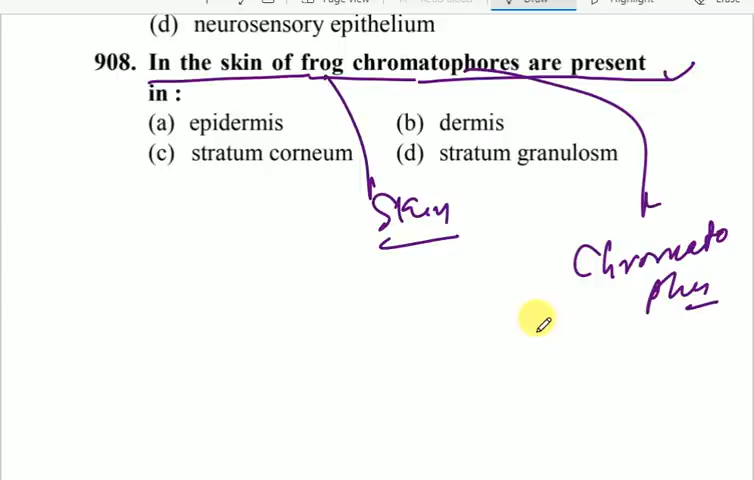 (d) neurosensory epithelium
908. In the skin of frog chromatophores are present
in :
(a) epidermis (b) dermis
(c) stratum corneum (d) stratum granulosm
Skin
Chromato